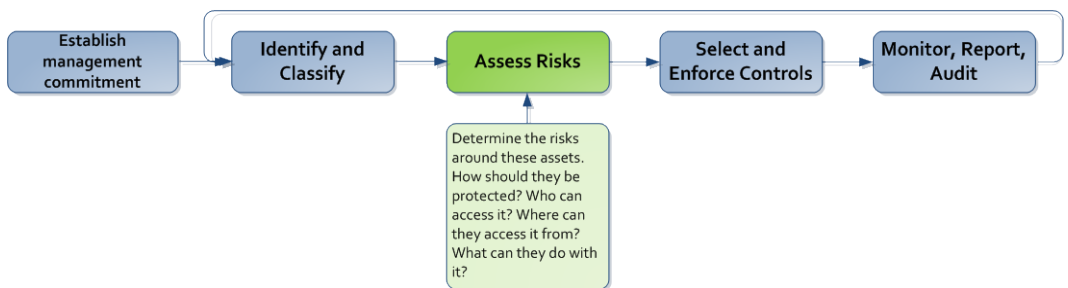 Establish
management
commitment
Identify and
Classify
Assess Risks
Select and
Enforce Controls
Monitor, Report,
Audit
Determine the risks
around these assets.
How should they be
protected? Who can
access it? Where can
they access it from?
What can they do with
it?